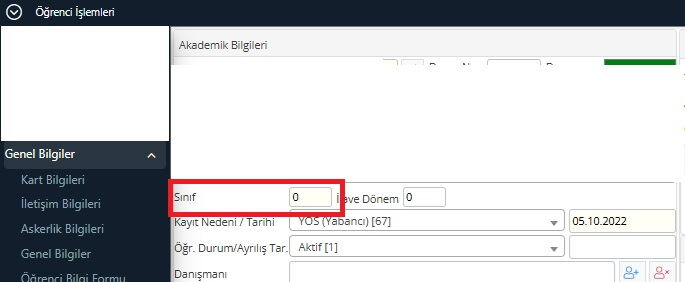 Öğrenci İşlemleri
Akademik Bilgileri
Genel Bilgiler
Kart Bilgileri
İletişim Bilgileri
Askerlik Bilgileri
Genel Bilgiler
Öğrenci Bilgi Formu
Sınıf 0 İlave Dönem 0
Kayıt Nedeni / Tarihi YÖS (Yabancı) [67] 05.10.2022
Öğr. Durum/Ayrılış Tar. Aktif [1]
Danışmanı